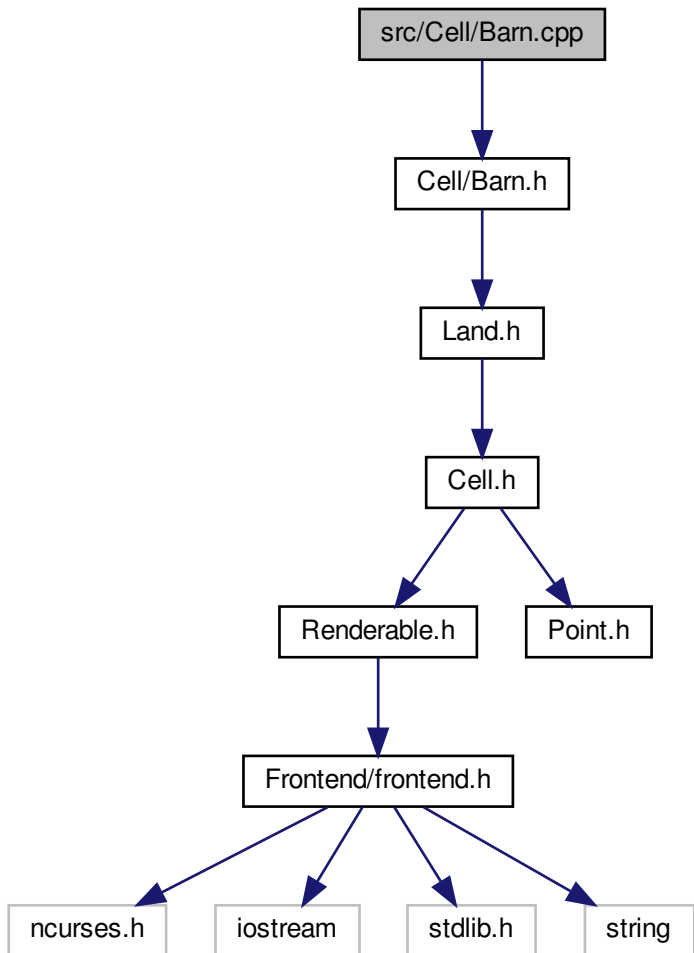 src/Cell/Barn.cpp
Cell/Barn.h
Land.h
Cell.h
Renderable.h
Point.h
Frontend/frontend.h
ncurses.h
iostream
stdlib.h
string